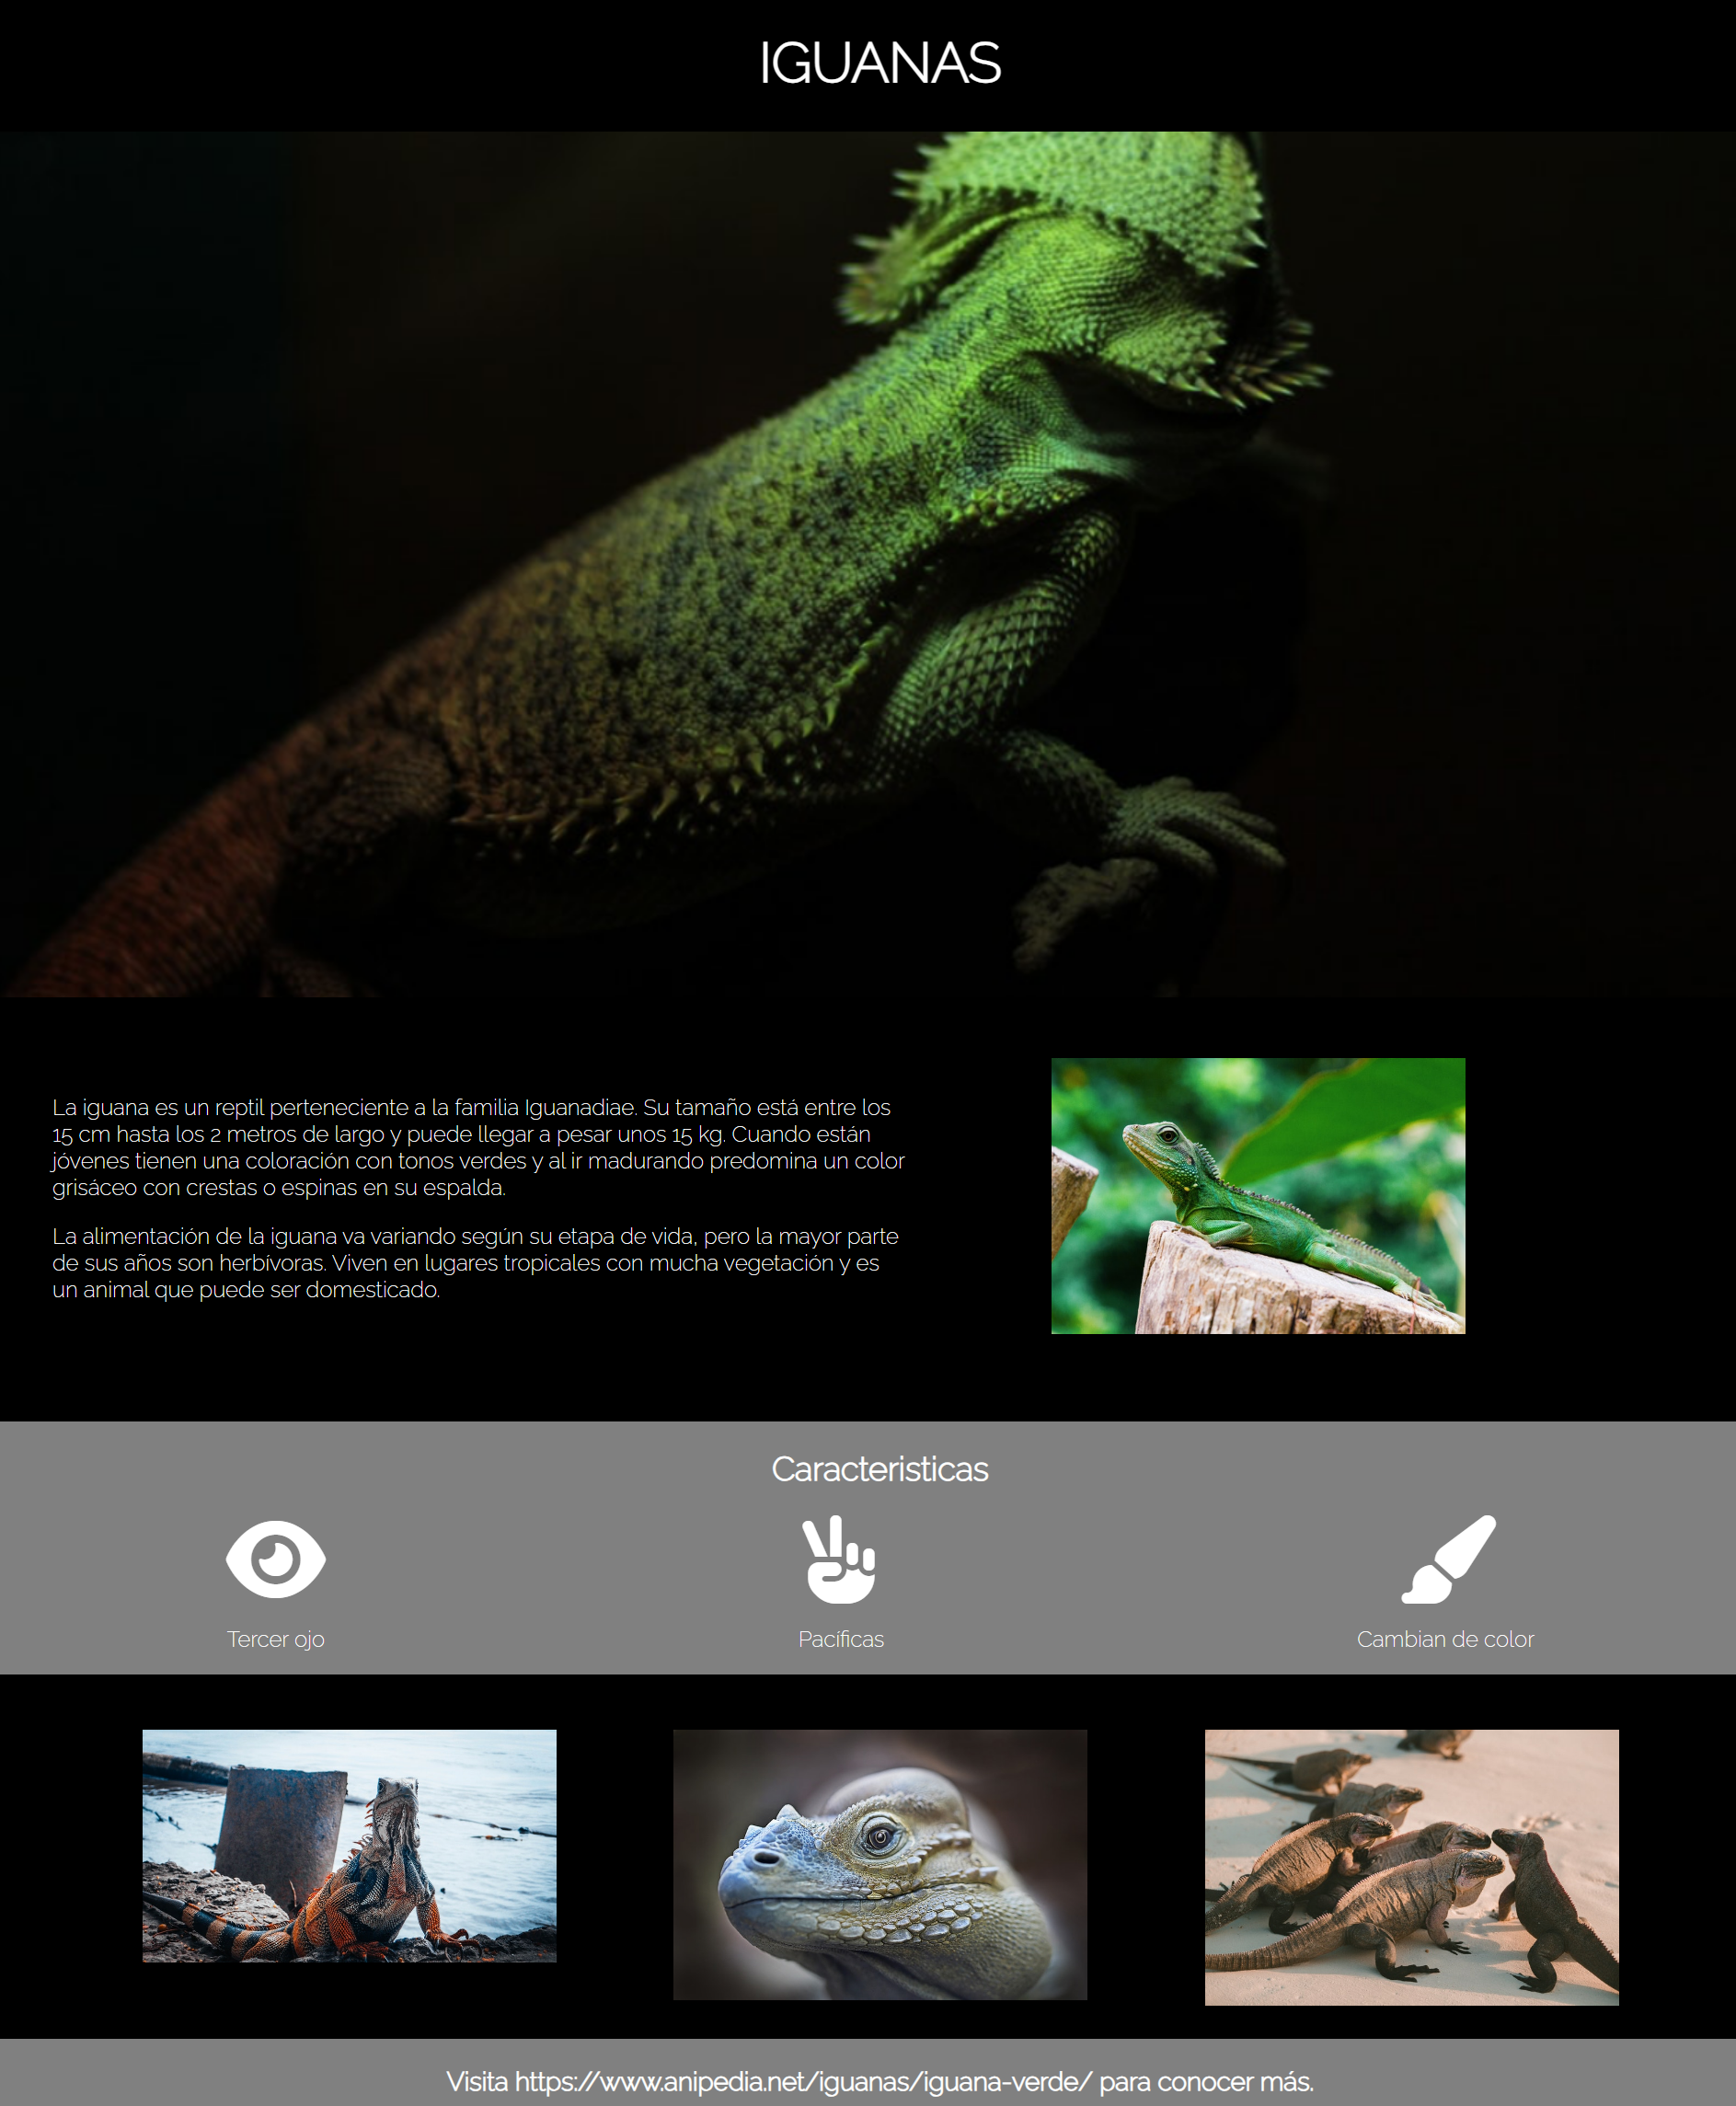 IGUANAS
La iguana es un reptil perteneciente a la familia Iguanadiae. Su tamaño está entre los
15 cm hasta los 2 metros de largo y puede llegar a pesar unos 15 kg. Cuando están
jóvenes tienen una coloración con tonos verdes y al ir madurando predomina un color
grisáceo con crestas o espinas en su espalda.
La alimentación de la iguana va variando según su etapa de vida, pero la mayor parte
de sus años son herbívoras. Viven en lugares tropicales con mucha vegetación y es
un animal que puede ser domesticado.
Caracteristicas
Tercer ojo
Pacíficas
Cambian de color
Visita https://www.anipedia.net/iguanas/iguana-verde/ para conocer más.